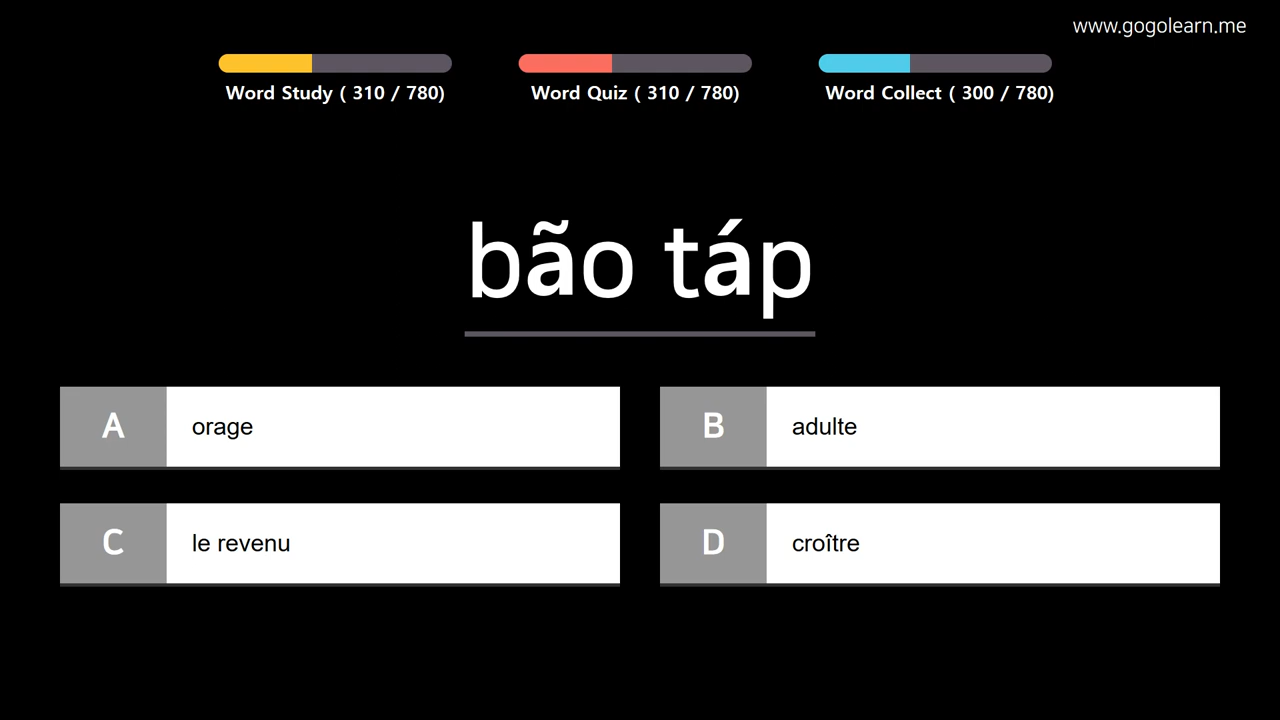 www.gogolearn.me
Word Study ( 310 / 780)
Word Quiz ( 310 / 780)
Word Collect ( 300 / 780)
bão táp
A orage
B adulte
C le revenu
D croître